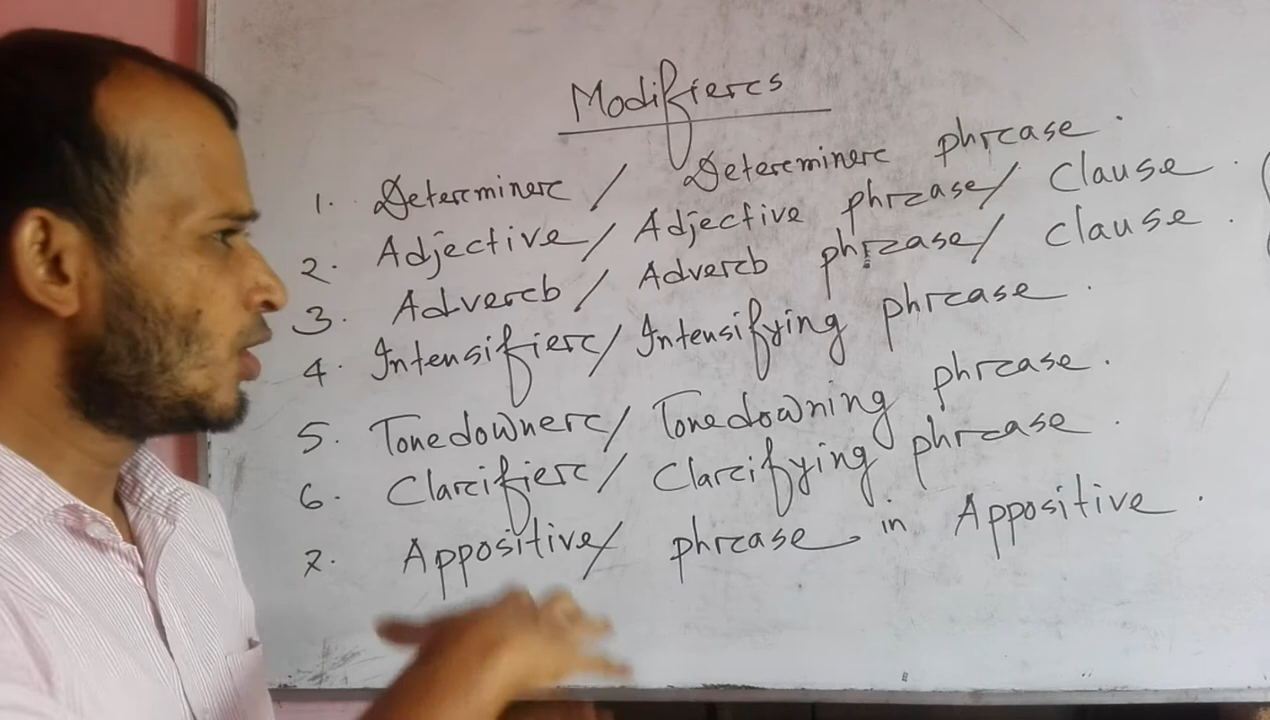 Modifiers
1. Determiner / Determiner phrase.
2. Adjective / Adjective phrase / Clause.
3. Adverb / Adverb phrase / Clause.
4. Intensifier / Intensifying phrase.
5. Tonedowner / Tonedowning phrase.
6. Clarifier / Clarifying phrase.
7. Appositive / phrase in Appositive.